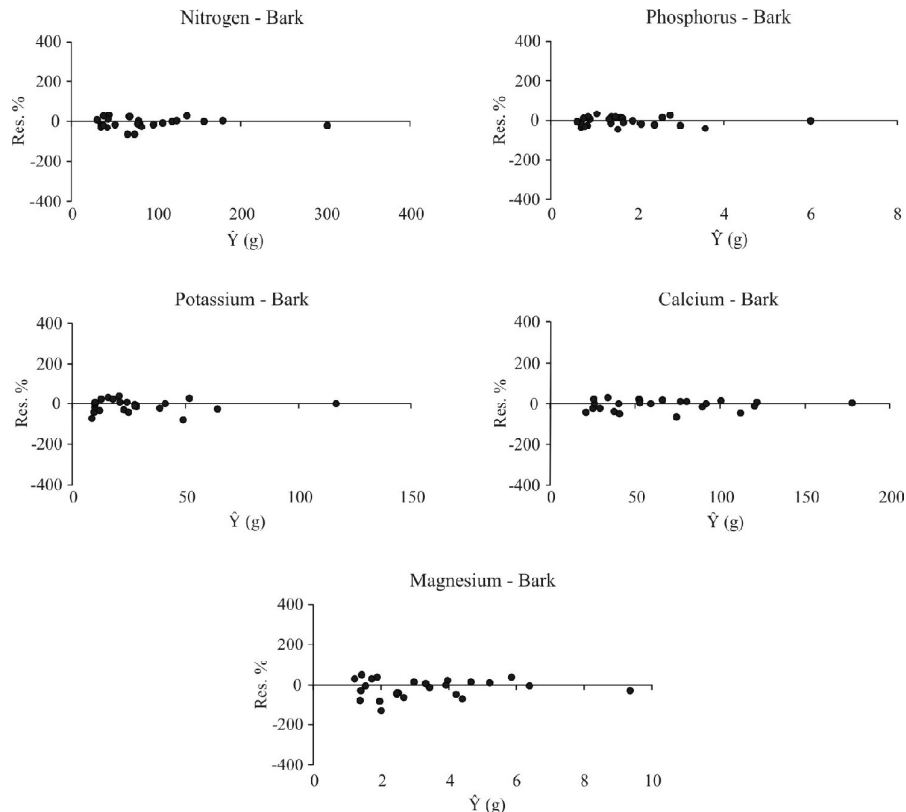 Nitrogen - Bark
400
200
0
-200
-400
Res. %
0 100 200 300 400
Ŷ (g)
Phosphorus - Bark
400
200
0
-200
-400
Res. %
0 2 4 6 8
Ŷ (g)
Potassium - Bark
400
200
0
-200
-400
Res. %
0 50 100 150
Ŷ (g)
Calcium - Bark
400
200
0
-200
-400
Res. %
0 50 100 150 200
Ŷ (g)
Magnesium - Bark
400
200
0
-200
-400
Res. %
0 2 4 6 8 10
Ŷ (g)